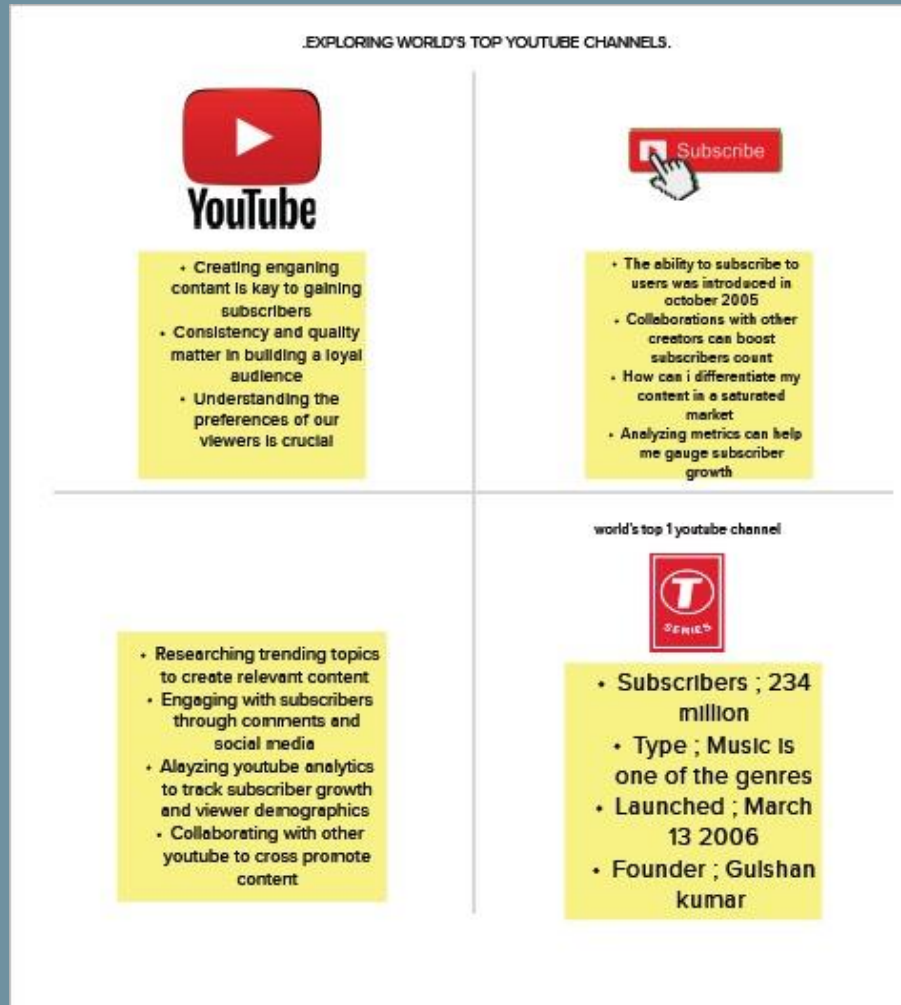 .EXPLORING WORLD'S TOP YOUTUBE CHANNELS.
YouTube
• Creating enganing
contant is kay to gaining
subscribers
• Consistency and quality
matter in building a loyal
audience
• Understanding the
preferences of our
viewers is crucial
Subscribe
• The ability to subscribe to
users was introduced in
october 2005
• Collaborations with other
creators can boost
subscribers count
• How can i differentiate my
content in a saturated
market
• Analyzing metrics can help
me gauge subscriber
growth
• Researching trending topics
to create relevant content
• Engaging with subscribers
through comments and
social media
• Alayzing youtube analytics
to track subscriber growth
and viewer demographics
• Collaborating with other
youtube to cross promote
content
world's top 1 youtube channel
T
SERIES
• Subscribers ; 234
million
• Type ; Music is
one of the genres
• Launched ; March
13 2006
• Founder ; Gulshan
kumar